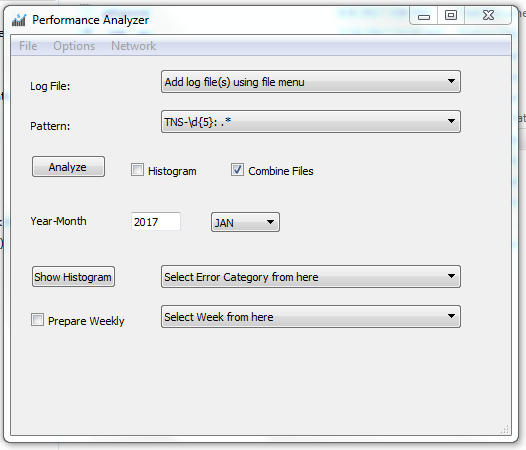 Performance Analyzer
File Options Network
Log File: Add log file(s) using file menu
Pattern: TNS-\d{5}: .*
Analyze Histogram Combine Files
Year-Month 2017 JAN
Show Histogram Select Error Category from here
Prepare Weekly Select Week from here